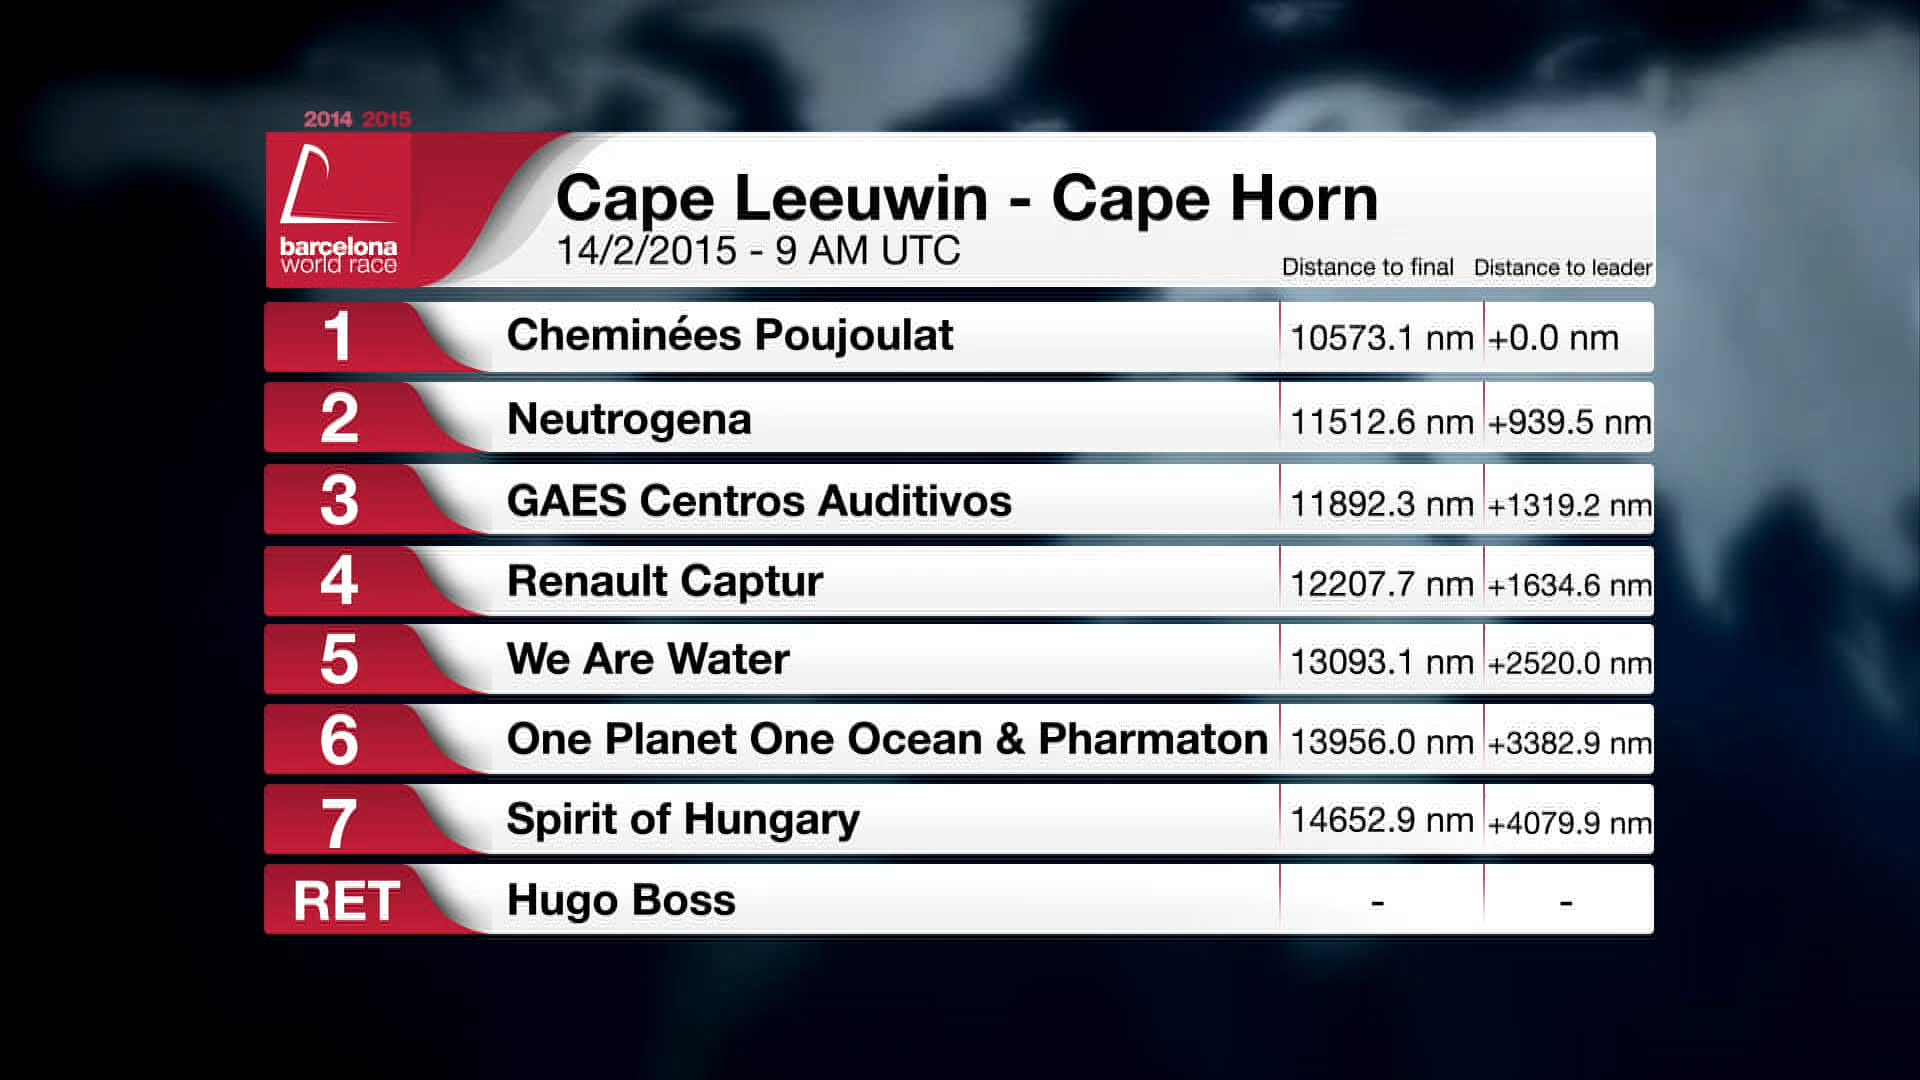 2014 2015
barcelona
world race
Cape Leeuwin - Cape Horn
14/2/2015 - 9 AM UTC
Distance to final Distance to leader
1 Cheminées Poujoulat 10573.1 nm +0.0 nm
2 Neutrogena 11512.6 nm +939.5 nm
3 GAES Centros Auditivos 11892.3 nm +1319.2 nm
4 Renault Captur 12207.7 nm +1634.6 nm
5 We Are Water 13093.1 nm +2520.0 nm
6 One Planet One Ocean & Pharmaton 13956.0 nm +3382.9 nm
7 Spirit of Hungary 14652.9 nm +4079.9 nm
RET Hugo Boss - -